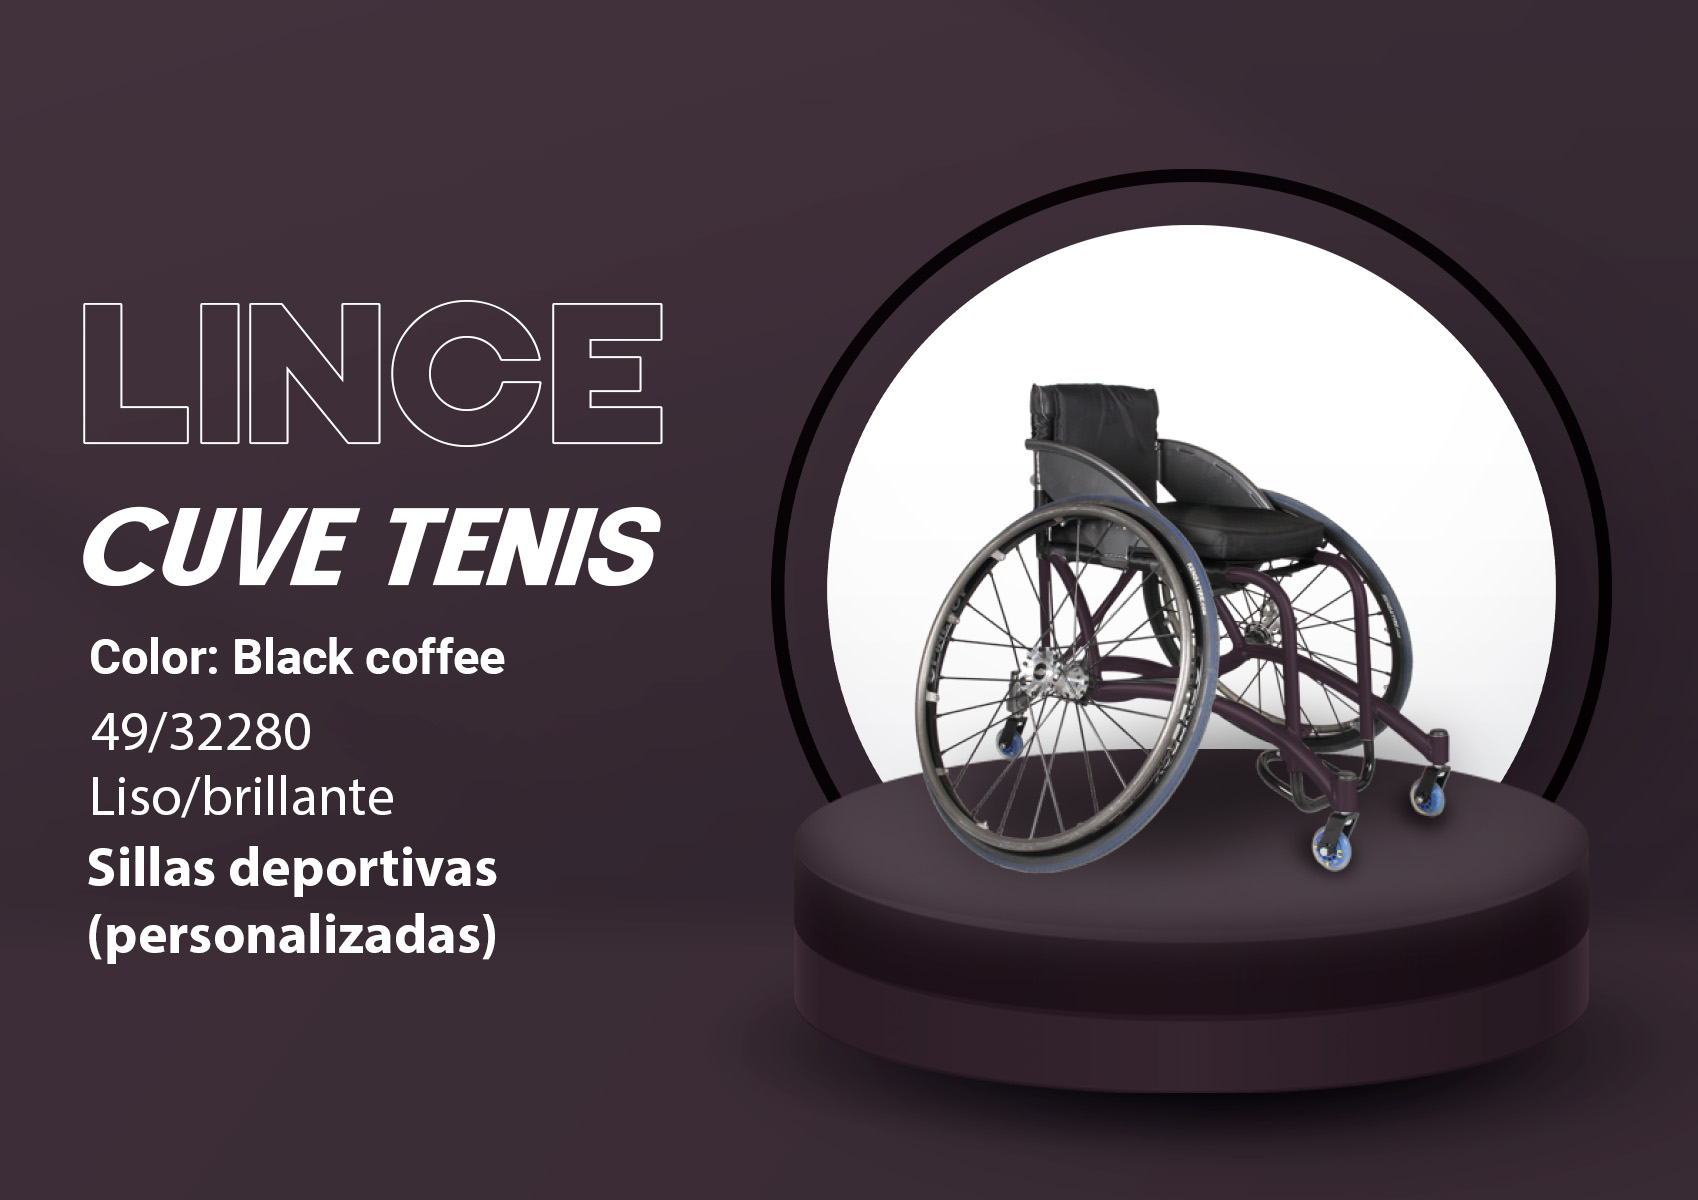 LINCE
CUVE TENIS
Color: Black coffee
49/32280
Liso/brillante
Sillas deportivas
(personalizadas)